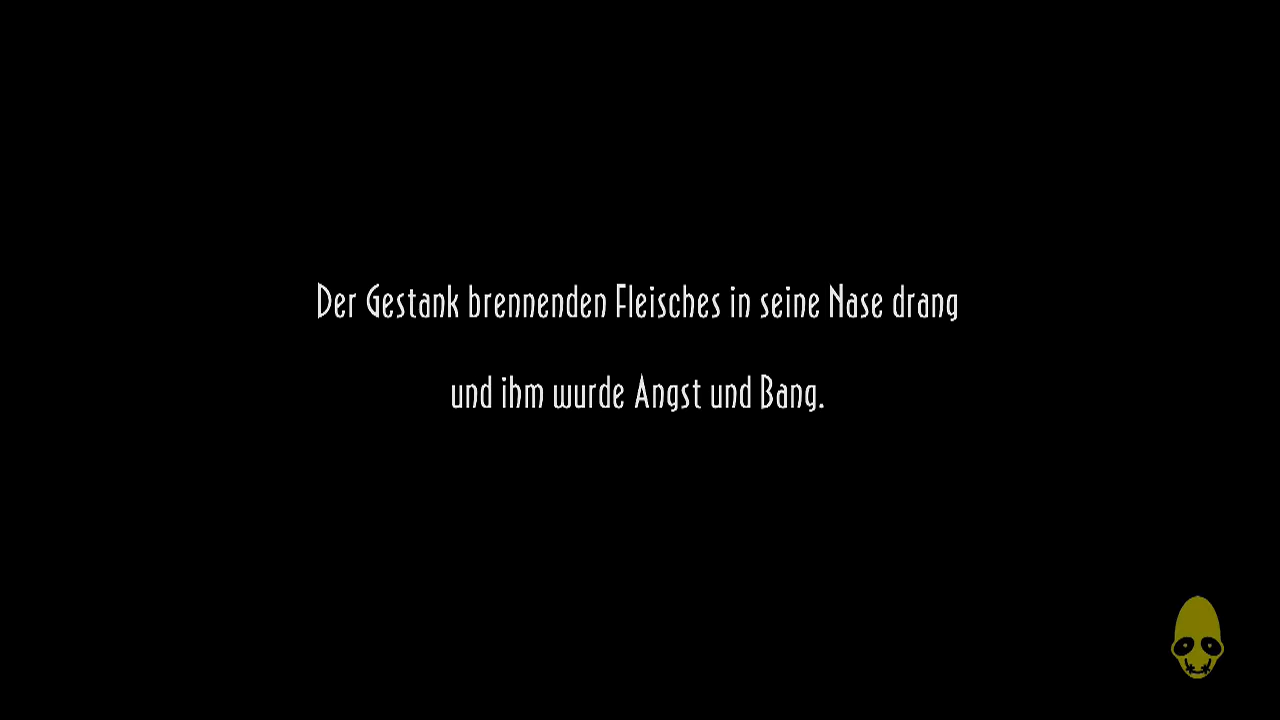 Der Gestank brennenden Fleisches in seine Nase drang
und ihm wurde Angst und Bang.